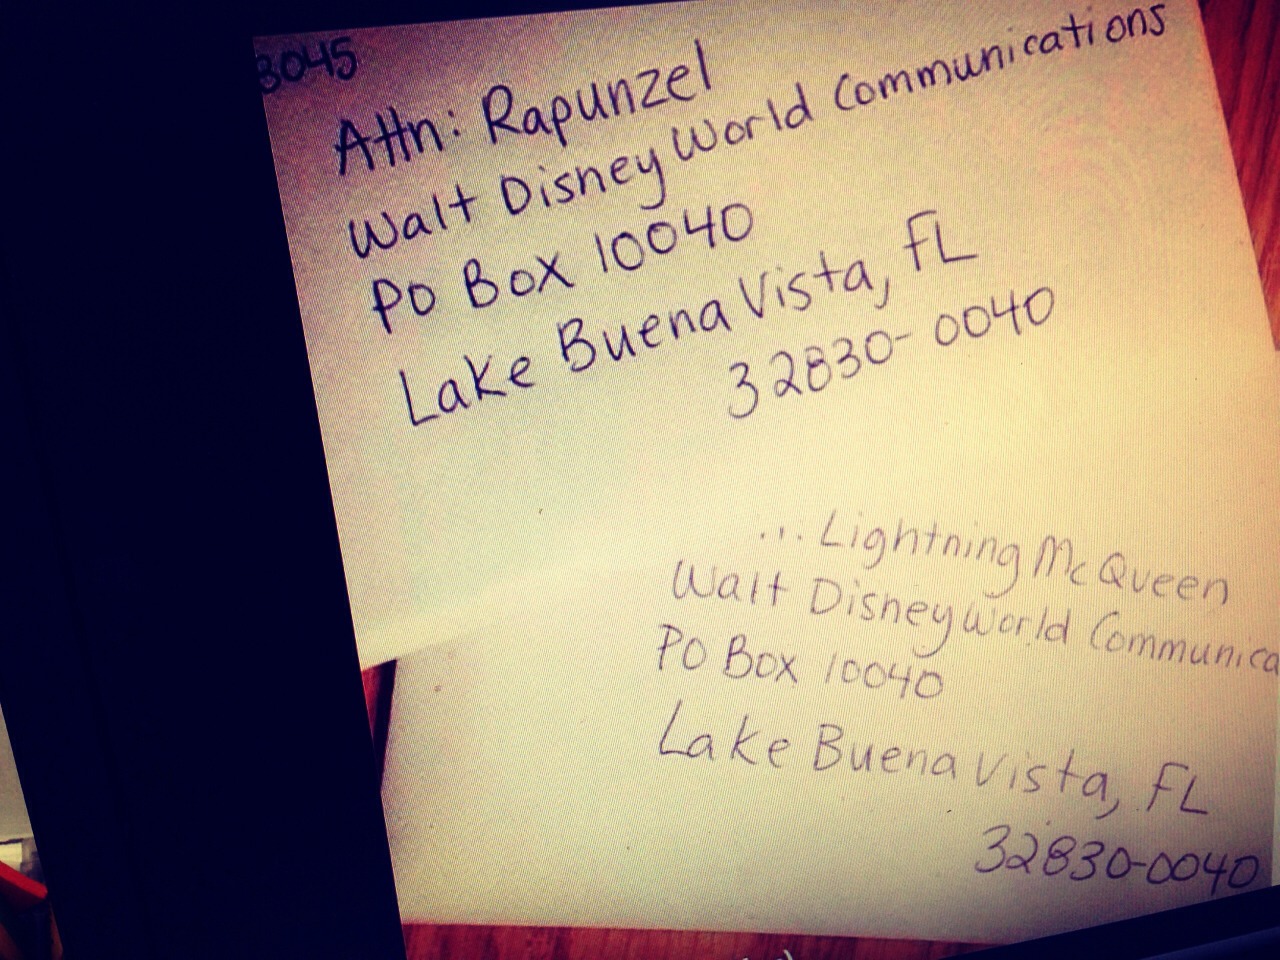 3045
Attn: Rapunzel
Walt Disney World Communications
PO Box 10040
Lake Buena Vista, FL
32830-0040
... Lightning McQueen
Walt Disney World Communica
PO Box 10040
Lake Buena Vista, FL
32830-0040